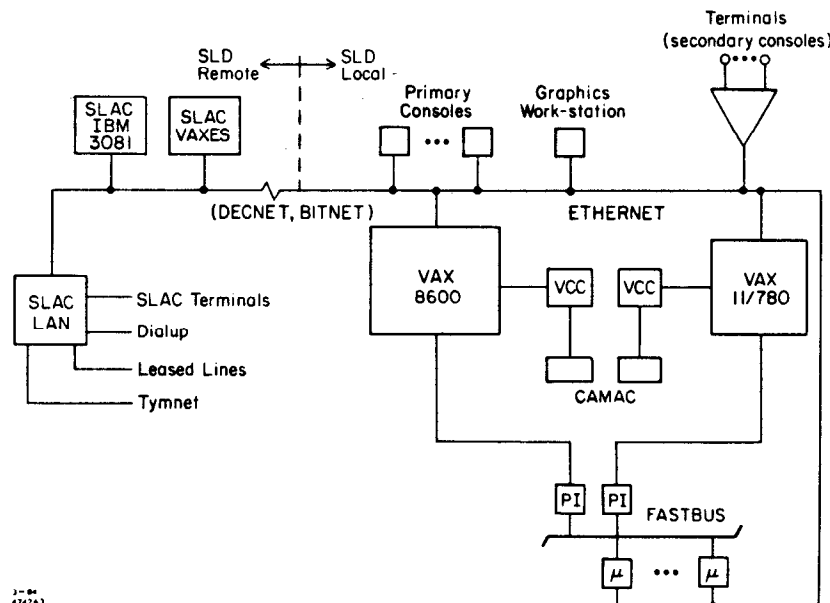 Terminals
(secondary consoles)
SLD
Remote
SLD
Local
Primary
Consoles
Graphics
Work-station
SLAC
IBM
3081
SLAC
VAXES
(DECNET, BITNET)
ETHERNET
VAX
8600
VCC
VCC
VAX
11/780
SLAC
LAN
SLAC Terminals
Dialup
Leased Lines
Tymnet
CAMAC
PI
PI
FASTBUS
μ
μ